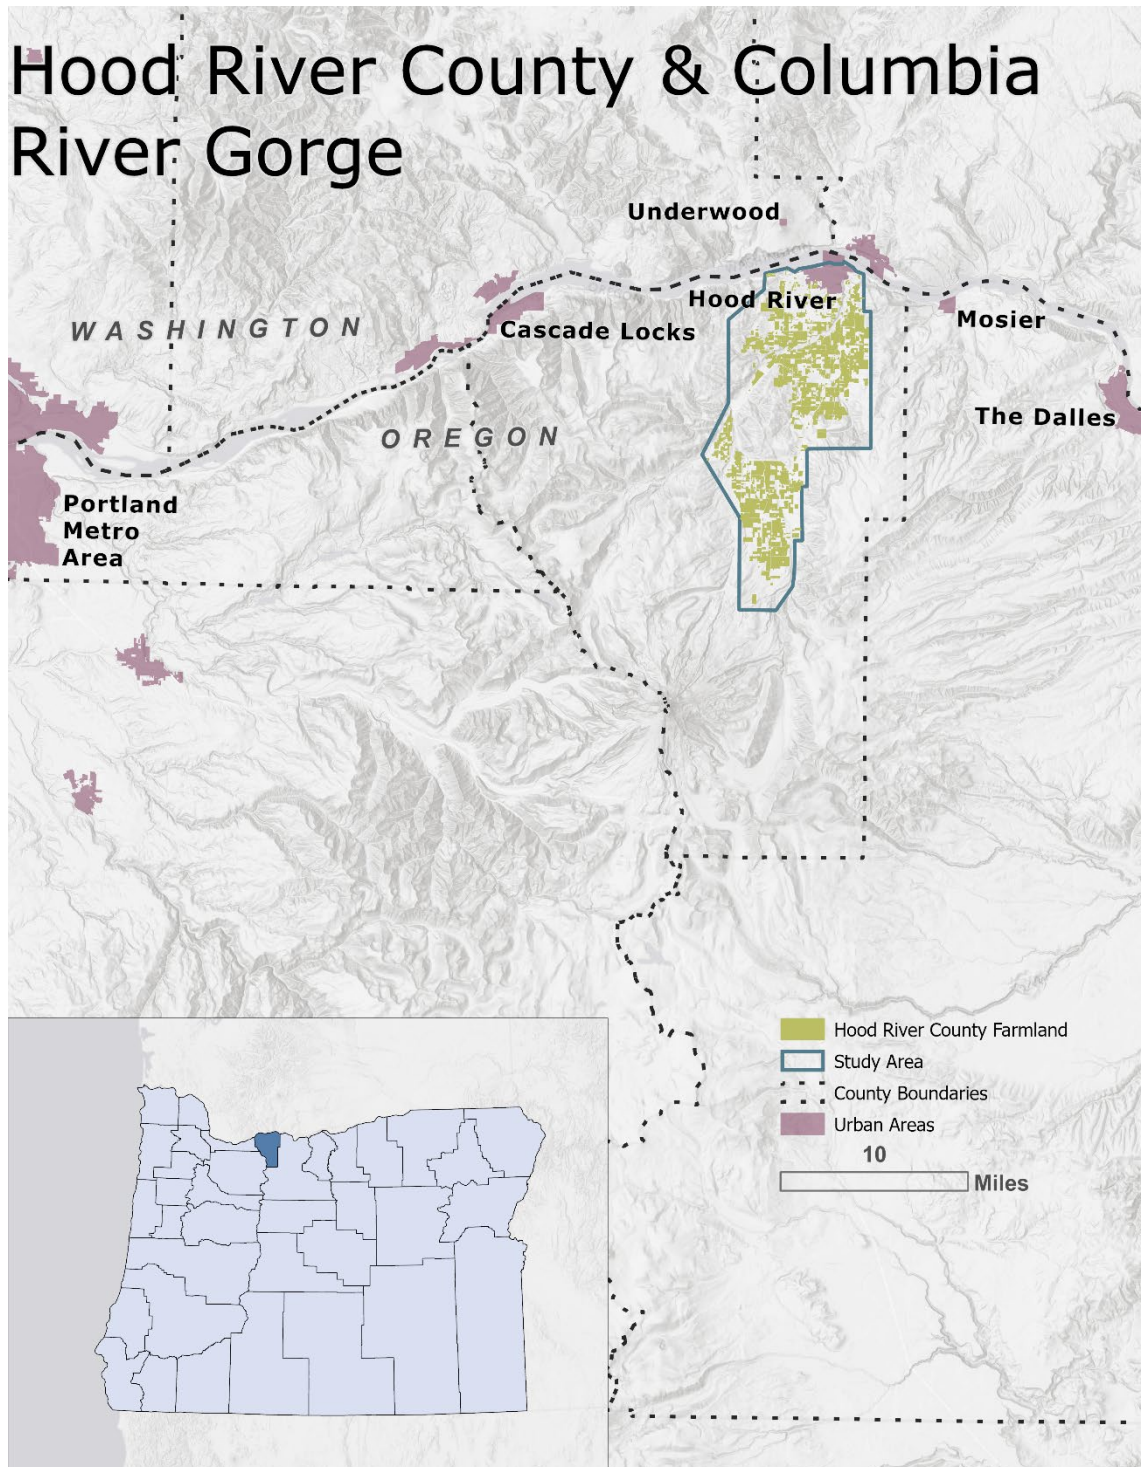 Hood River County & Columbia
River Gorge
Underwood
Hood River
WASHINGTON
Cascade Locks
Mosier
OREGON
The Dalles
Portland
Metro
Area
Hood River County Farmland
Study Area
County Boundaries
Urban Areas
10
Miles